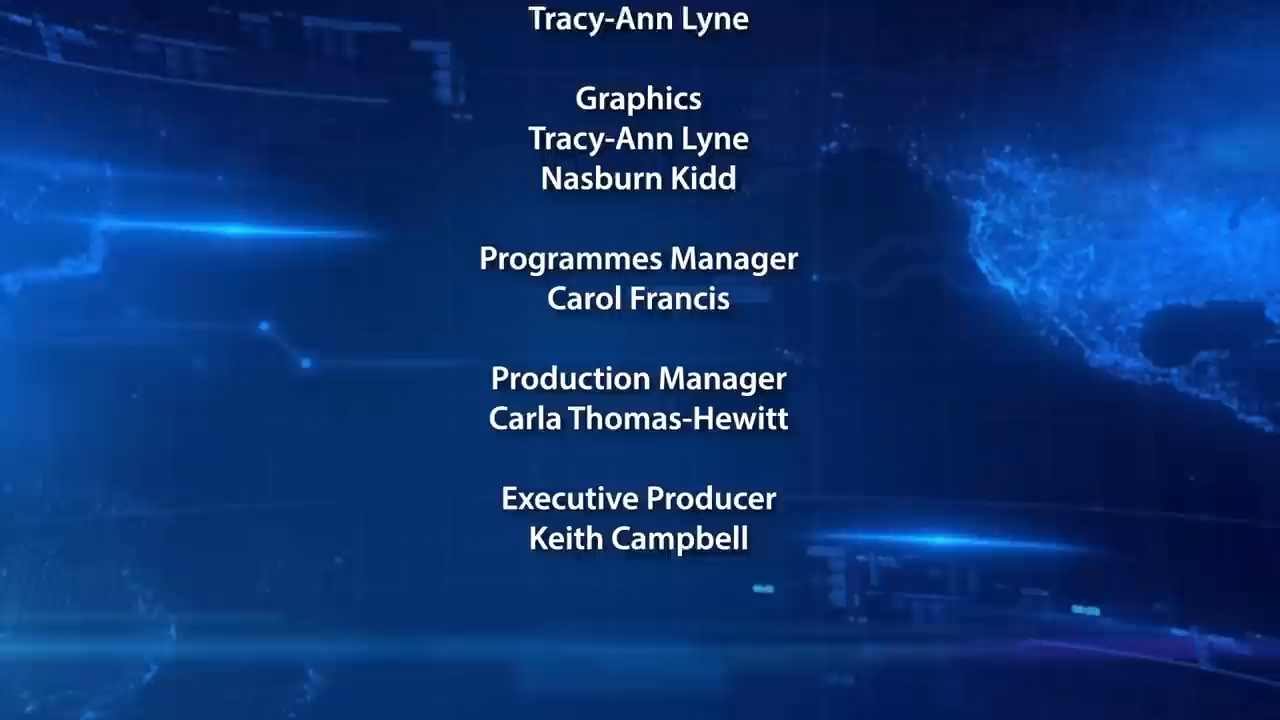 Tracy-Ann Lyne
Graphics
Tracy-Ann Lyne
Nasburn Kidd
Programmes Manager
Carol Francis
Production Manager
Carla Thomas-Hewitt
Executive Producer
Keith Campbell